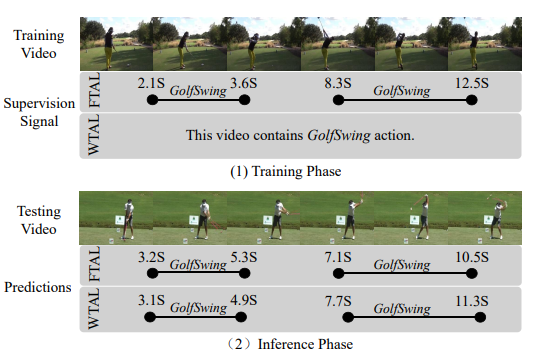 Training
Video
Supervision
Signal
FTAL
2.1S GolfSwing 3.6S 8.3S GolfSwing 12.5S
WTAL
This video contains GolfSwing action.
(1) Training Phase
Testing
Video
Predictions
FTAL
3.2S GolfSwing 5.3S 7.1S GolfSwing 10.5S
WTAL
3.1S GolfSwing 4.9S 7.7S GolfSwing 11.3S
（2）Inference Phase